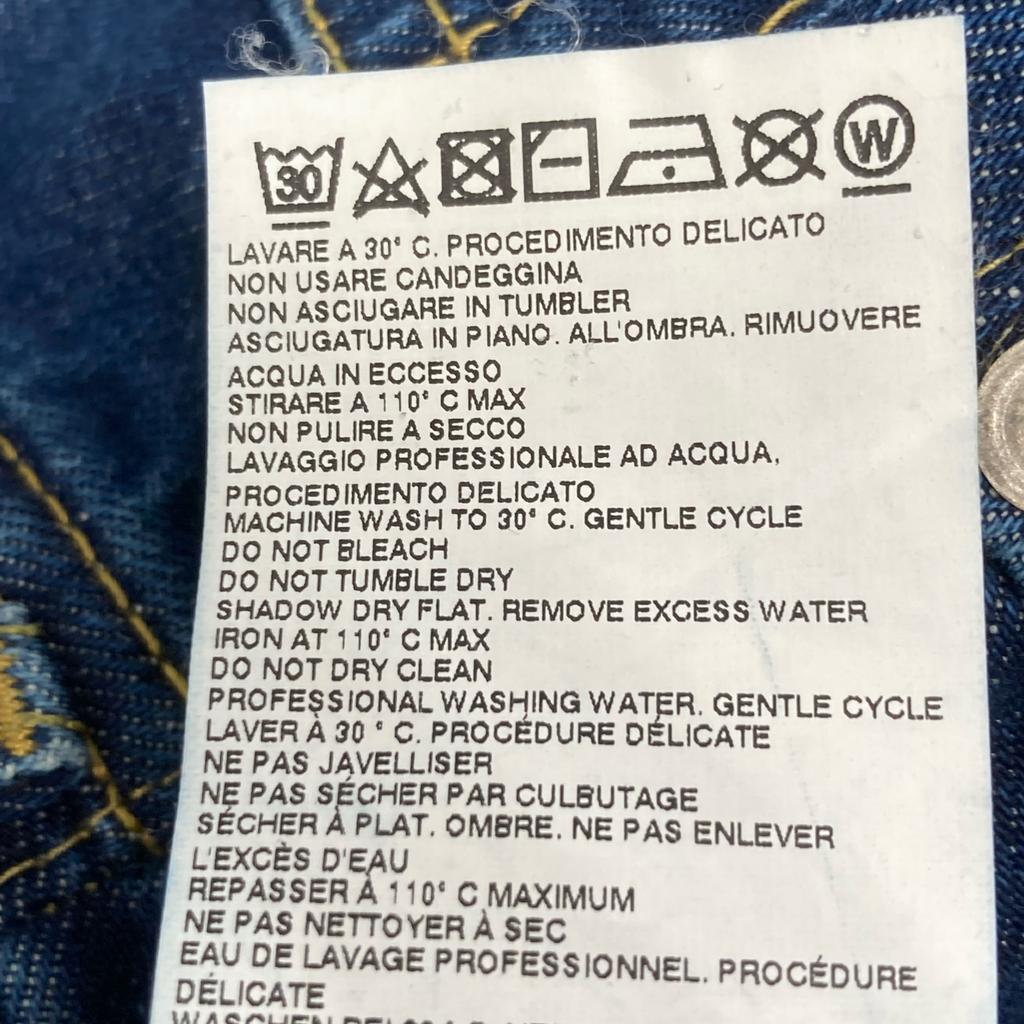 30 W
LAVARE A 30° C. PROCEDIMENTO DELICATO
NON USARE CANDEGGINA
NON ASCIUGARE IN TUMBLER
ASCIUGATURA IN PIANO. ALL'OMBRA. RIMUOVERE
ACQUA IN ECCESSO
STIRARE A 110° C MAX
NON PULIRE A SECCO
LAVAGGIO PROFESSIONALE AD ACQUA,
PROCEDIMENTO DELICATO
MACHINE WASH TO 30° C. GENTLE CYCLE
DO NOT BLEACH
DO NOT TUMBLE DRY
SHADOW DRY FLAT. REMOVE EXCESS WATER
IRON AT 110° C MAX
DO NOT DRY CLEAN
PROFESSIONAL WASHING WATER. GENTLE CYCLE
LAVER À 30 ° C. PROCÉDURE DÉLICATE
NE PAS JAVELLISER
NE PAS SÉCHER PAR CULBUTAGE
SÉCHER À PLAT. OMBRE. NE PAS ENLEVER
L'EXCÈS D'EAU
REPASSER À 110° C MAXIMUM
NE PAS NETTOYER À SEC
EAU DE LAVAGE PROFESSIONNEL. PROCÉDURE
DÉLICATE
WASCHEN